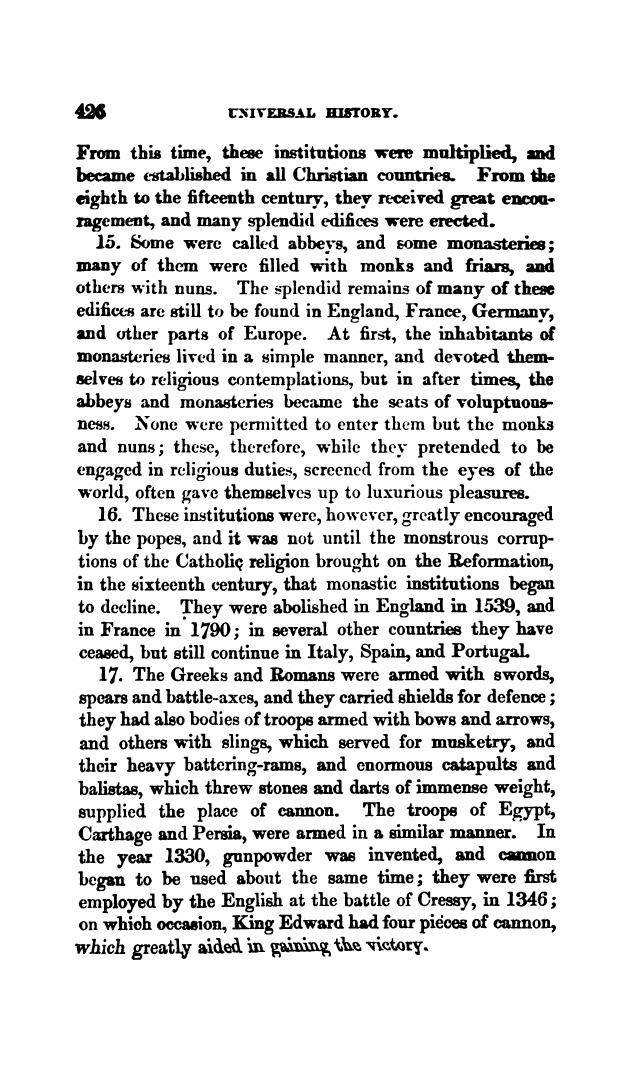 426 UNIVERSAL HISTORY.
From this time, these institutions were multiplied, and
became established in all Christian countries. From the
eighth to the fifteenth century, they received great encou-
ragement, and many splendid edifices were erected.
15. Some were called abbeys, and some monasteries;
many of them were filled with monks and friars, and
others with nuns. The splendid remains of many of these
edifices are still to be found in England, France, Germany,
and other parts of Europe. At first, the inhabitants of
monasteries lived in a simple manner, and devoted them-
selves to religious contemplations, but in after times, the
abbeys and monasteries became the seats of voluptuous-
ness. None were permitted to enter them but the monks
and nuns; these, therefore, while they pretended to be
engaged in religious duties, screened from the eyes of the
world, often gave themselves up to luxurious pleasures.
16. These institutions were, however, greatly encouraged
by the popes, and it was not until the monstrous corrup-
tions of the Catholic religion brought on the Reformation,
in the sixteenth century, that monastic institutions began
to decline. They were abolished in England in 1539, and
in France in 1790; in several other countries they have
ceased, but still continue in Italy, Spain, and Portugal.
17. The Greeks and Romans were armed with swords,
spears and battle-axes, and they carried shields for defence;
they had also bodies of troops armed with bows and arrows,
and others with slings, which served for musketry, and
their heavy battering-rams, and enormous catapults and
balistas, which threw stones and darts of immense weight,
supplied the place of cannon. The troops of Egypt,
Carthage and Persia, were armed in a similar manner. In
the year 1330, gunpowder was invented, and cannon
began to be used about the same time; they were first
employed by the English at the battle of Cressy, in 1346;
on which occasion, King Edward had four pieces of cannon,
which greatly aided in gaining the victory.